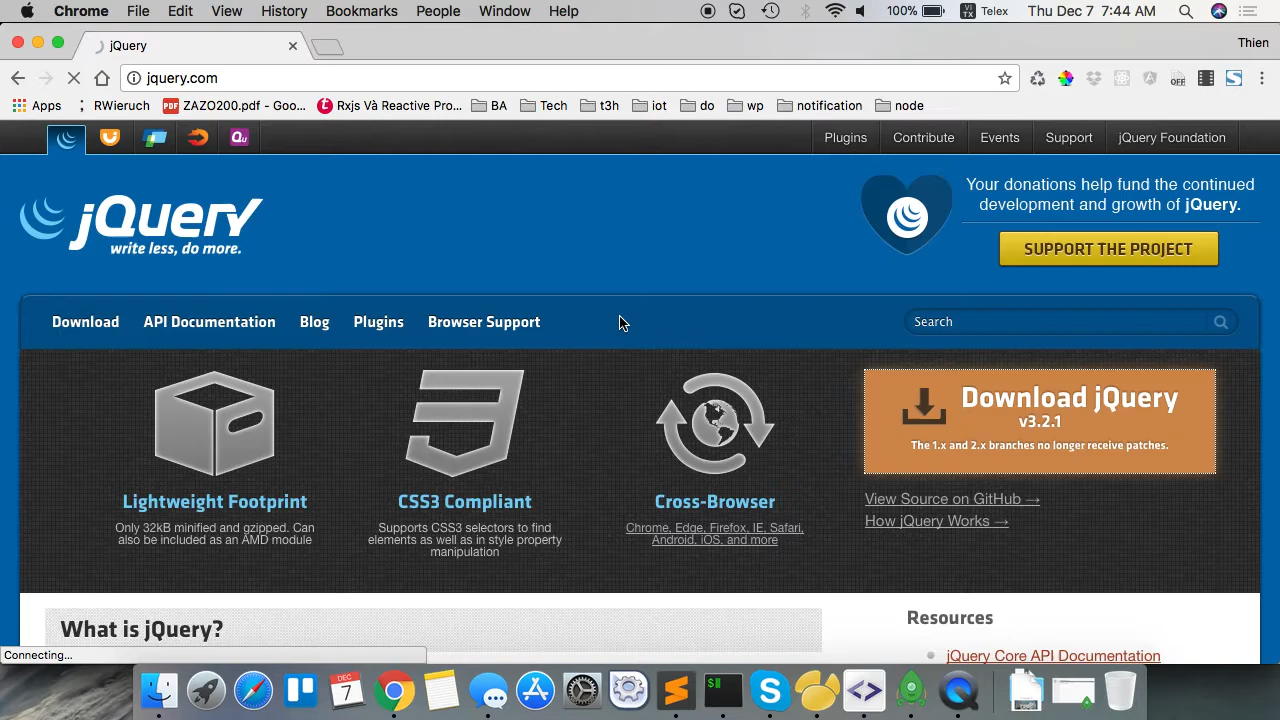 Chrome File Edit View History Bookmarks People Window Help 100% VI TX Telex Thu Dec 7 7:44 AM
jQuery Thien
jquery.com OFF
Apps RWieruch PDF ZAZO200.pdf - Goo... Rxjs Và Reactive Pro... BA Tech t3h iot do wp notification node
Qu Plugins Contribute Events Support jQuery Foundation
jQuery
write less, do more.
Your donations help fund the continued
development and growth of jQuery.
SUPPORT THE PROJECT
Download API Documentation Blog Plugins Browser Support Search
Lightweight Footprint
Only 32kB minified and gzipped. Can
also be included as an AMD module
CSS3 Compliant
Supports CSS3 selectors to find
elements as well as in style property
manipulation
Cross-Browser
Chrome, Edge, Firefox, IE, Safari,
Android, iOS, and more
Download jQuery
v3.2.1
The 1.x and 2.x branches no longer receive patches.
View Source on GitHub →
How jQuery Works →
What is jQuery?
Resources
jQuery Core API Documentation
Connecting...
DEC
7